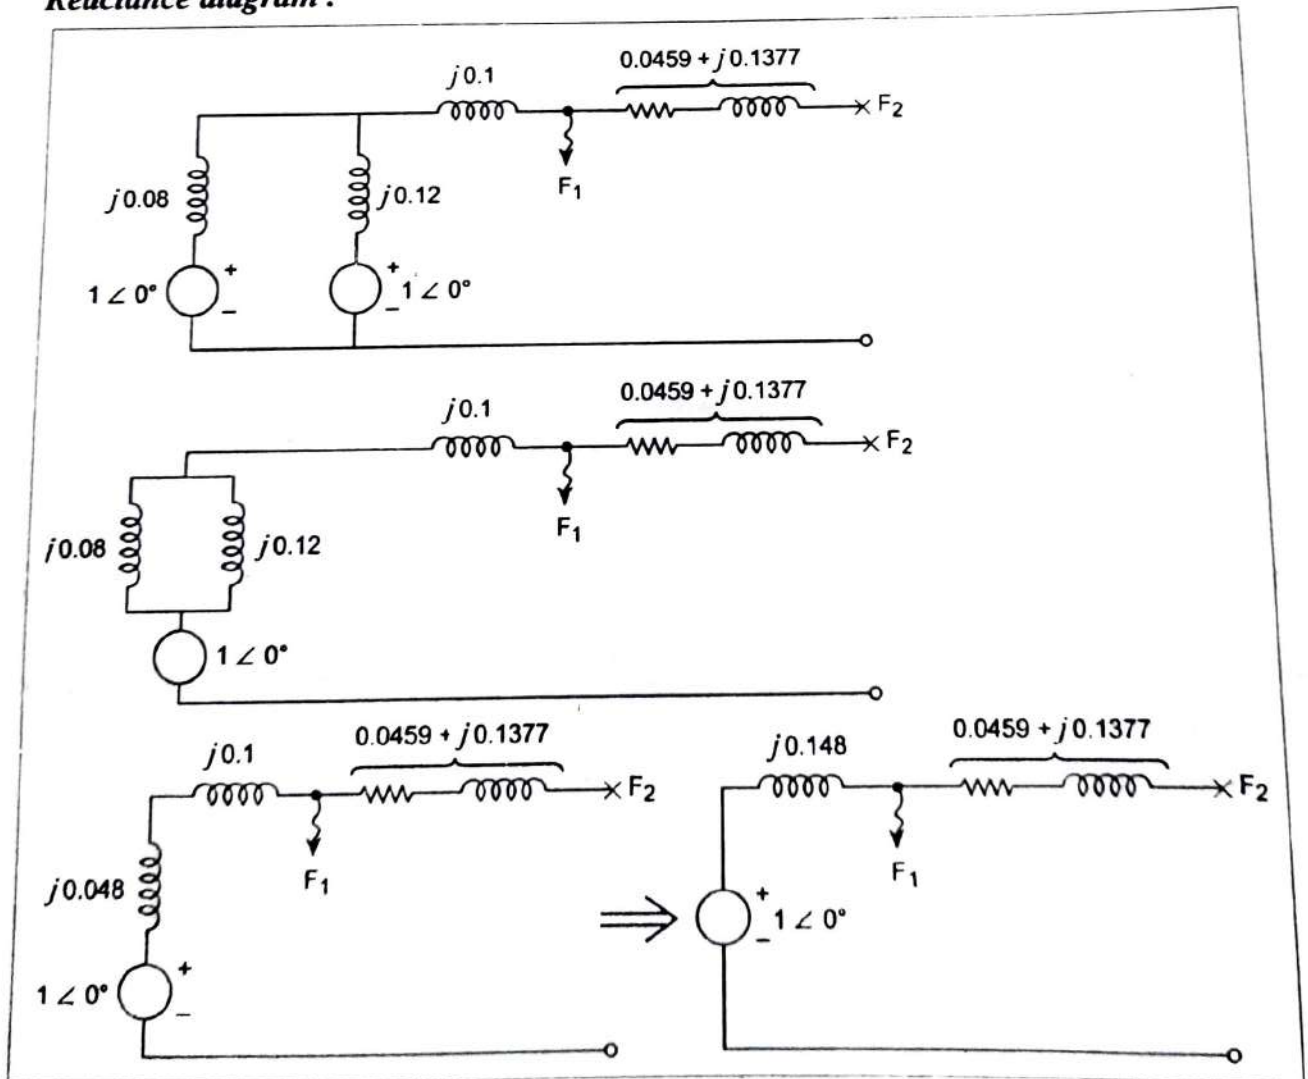 Reactance diagram :
0.0459 + j0.1377
j0.1
F2
F1
j0.08
j0.12
1∠0°
+
−
+
−
1∠0°
0.0459 + j0.1377
j0.1
F2
F1
j0.08
j0.12
1∠0°
j0.1
0.0459 + j0.1377
F2
F1
j0.048
1∠0°
+
−
j0.148
0.0459 + j0.1377
F2
F1
+
−
1∠0°